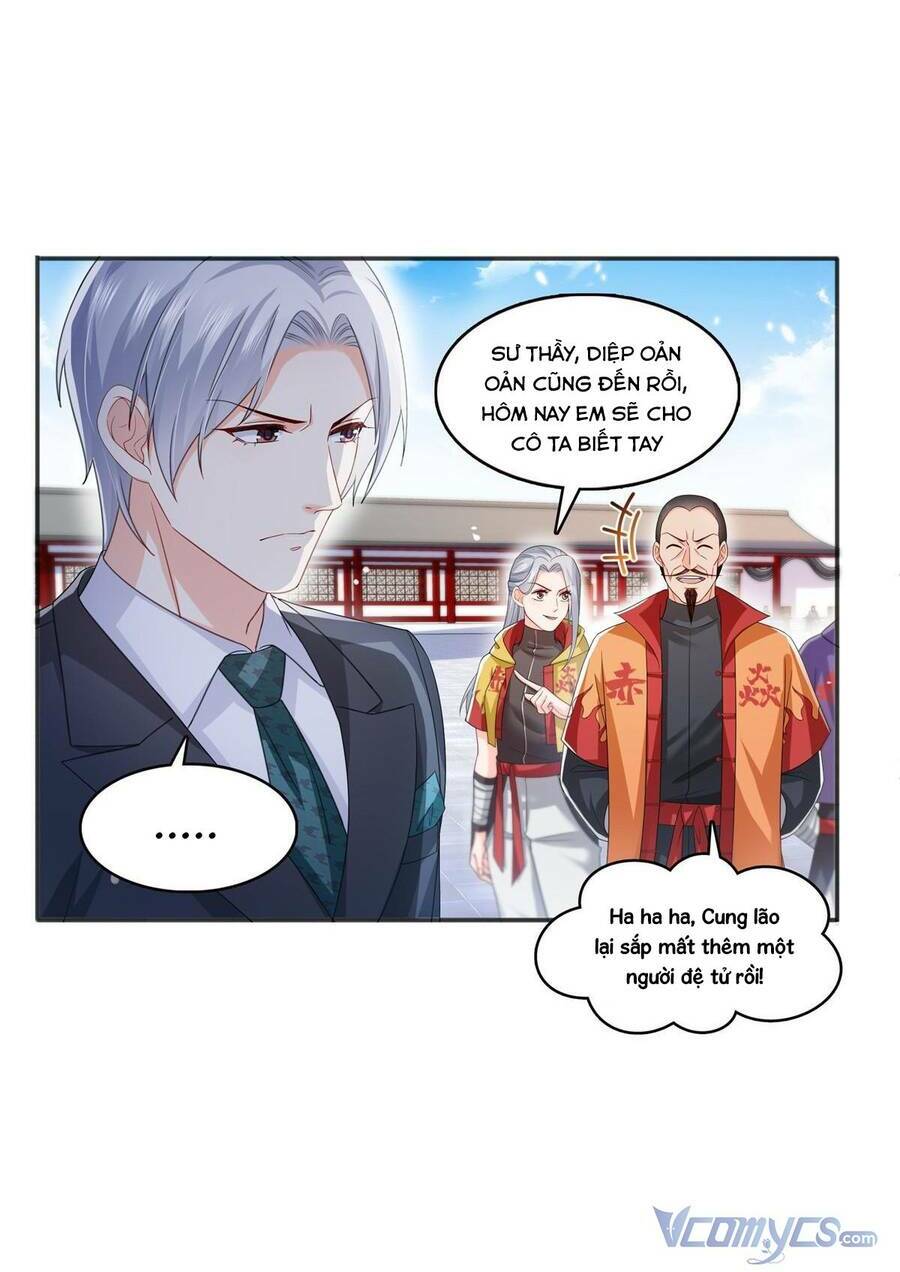 SƯ THẦY, DIỆP OẢN
OẢN CŨNG ĐẾN RỒI,
HÔM NAY EM SẼ CHO
CÔ TA BIẾT TAY
赤
焱
.....
Ha ha ha, Cung lão
lại sắp mất thêm một
người đệ tử rồi!
VCOMYCS.com